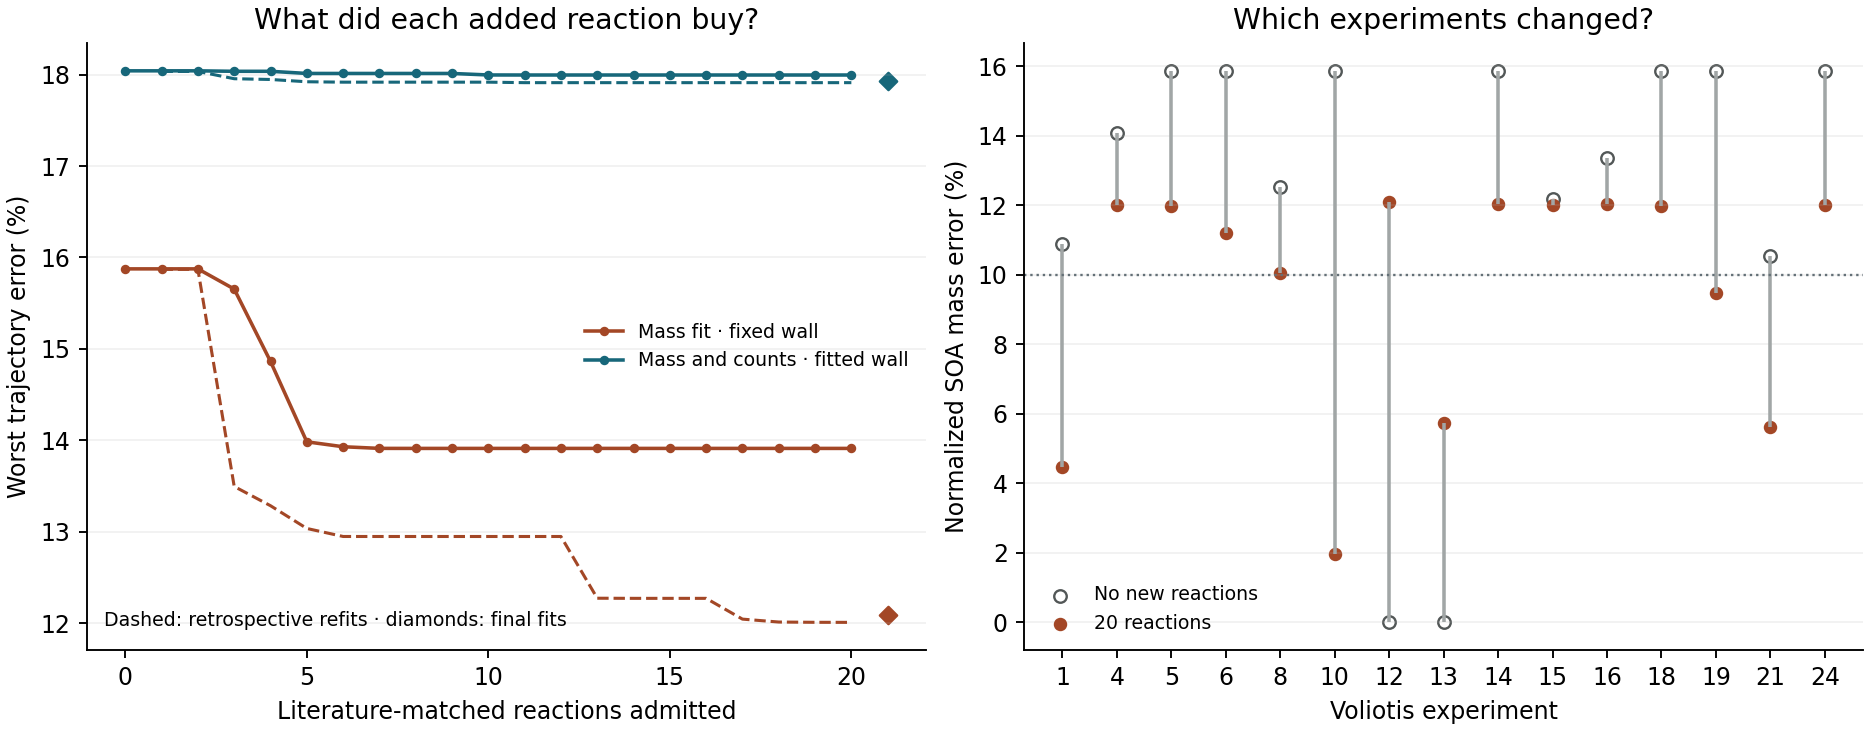 What did each added reaction buy?
Worst trajectory error (%)
18
17
16
15
14
13
12
Mass fit · fixed wall
Mass and counts · fitted wall
Dashed: retrospective refits · diamonds: final fits
0 5 10 15 20
Literature-matched reactions admitted
Which experiments changed?
Normalized SOA mass error (%)
16
14
12
10
8
6
4
2
0
No new reactions
20 reactions
1 4 5 6 8 10 12 13 14 15 16 18 19 21 24
Voliotis experiment